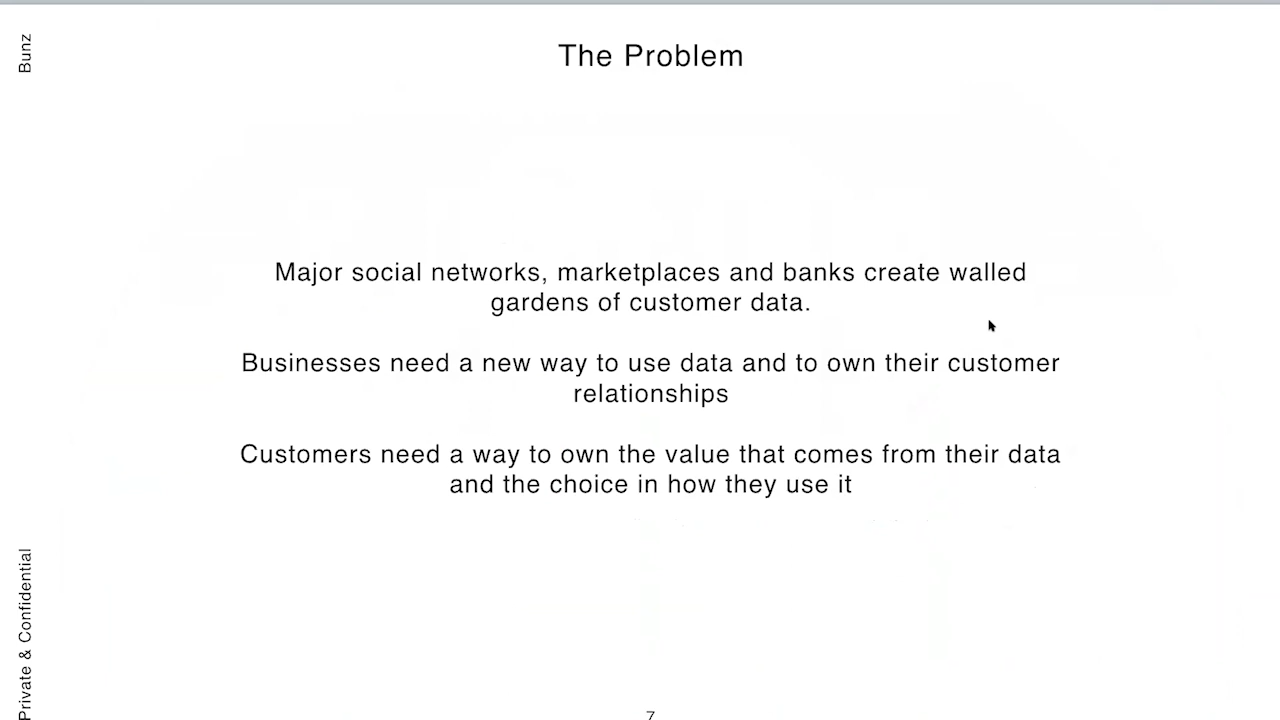 Bunz
The Problem
Major social networks, marketplaces and banks create walled
gardens of customer data.
Businesses need a new way to use data and to own their customer
relationships
Customers need a way to own the value that comes from their data
and the choice in how they use it
Private & Confidential
7